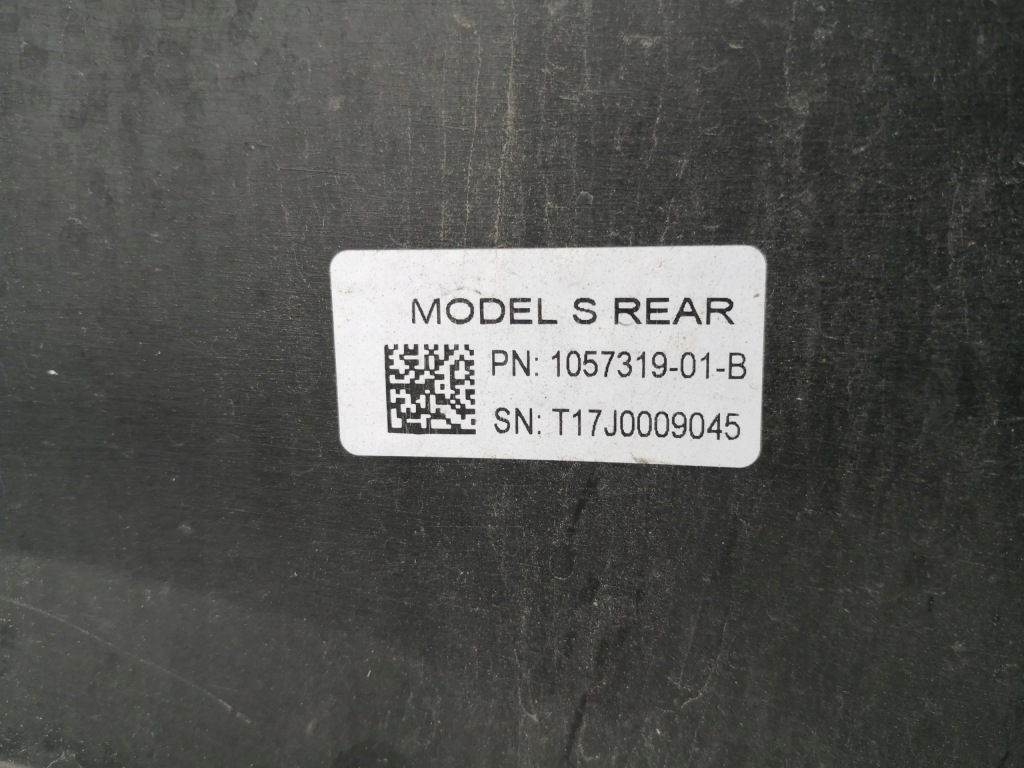 MODEL S REAR
PN: 1057319-01-B
SN: T17J0009045